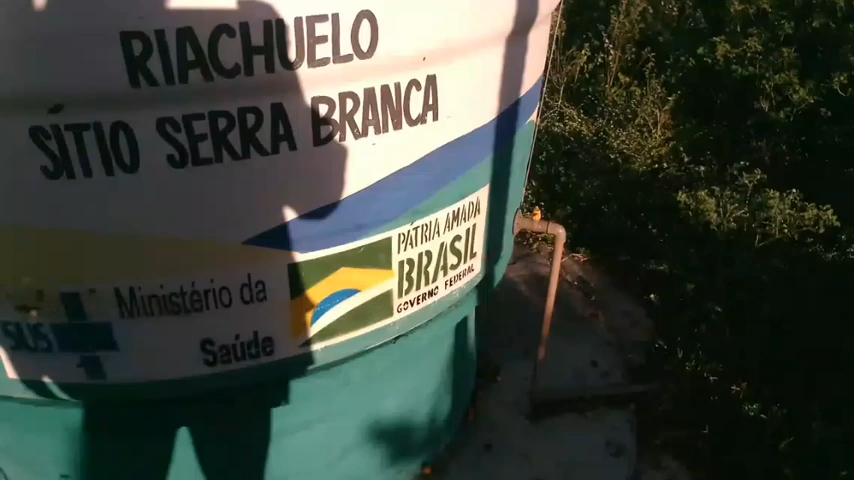 RIACHUELO
SÍTIO SERRA BRANCA
PÁTRIA AMADA
BRASIL
GOVERNO FEDERAL
SUS
Ministério da
Saúde